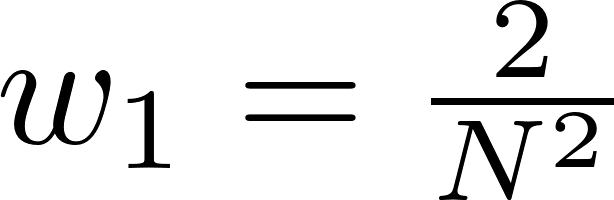 w_1 = \frac{2}{N^2}